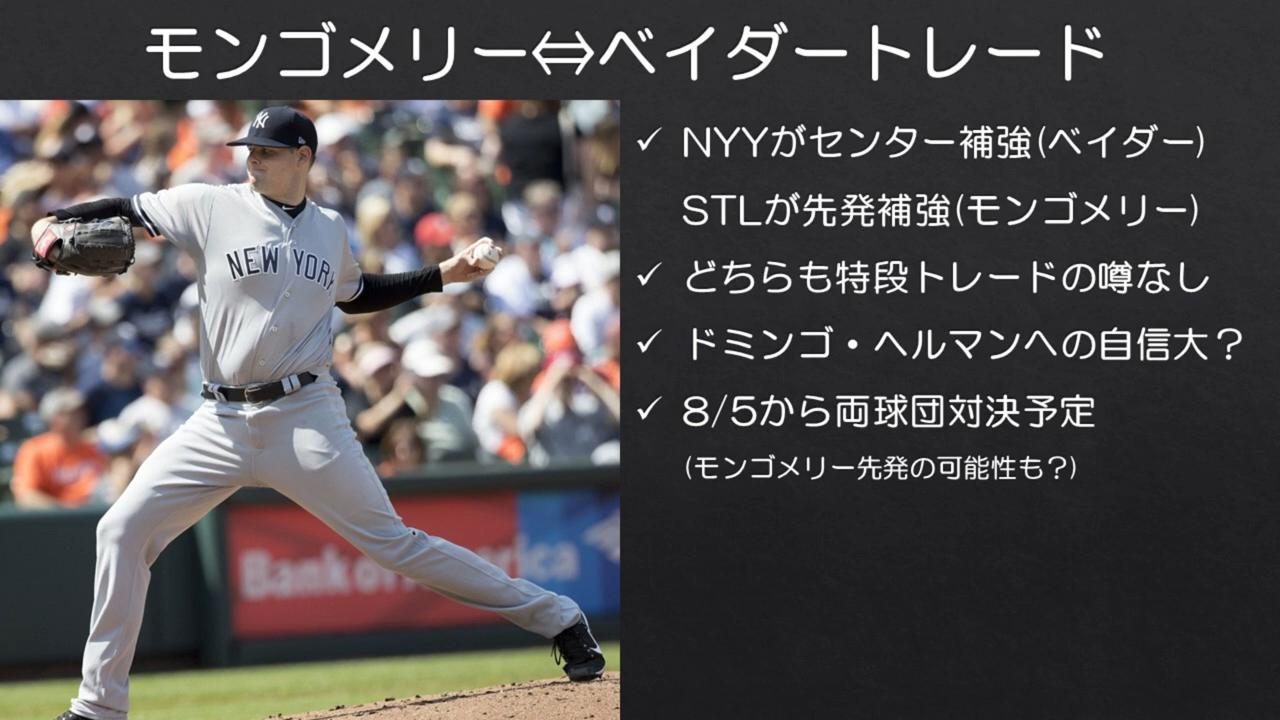 モンゴメリー⇔ベイダートレード
✓ NYYがセンター補強(ベイダー)
STLが先発補強(モンゴメリー)
✓ どちらも特段トレードの噂なし
✓ ドミンゴ・ヘルマンへの自信大？
✓ 8/5から両球団対決予定
(モンゴメリー先発の可能性も？)
NY
NEW YORK
Bank of America